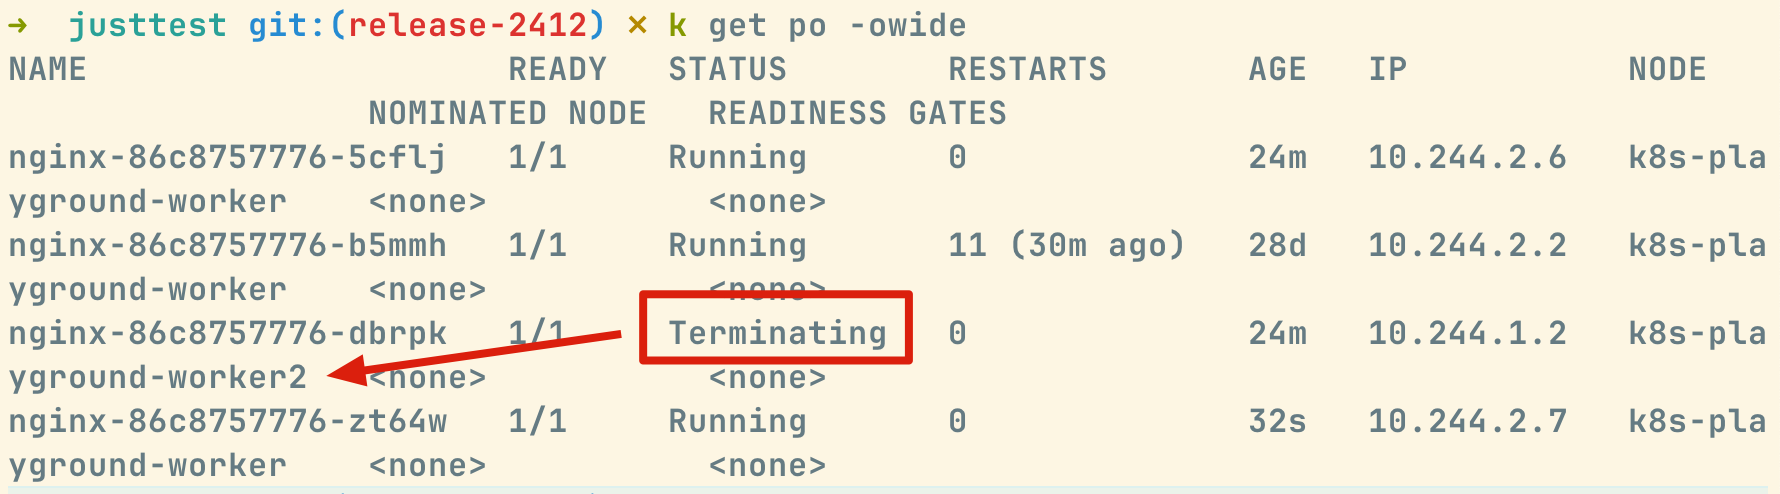 → justtest git:(release-2412) ✗ k get po -owide
NAME READY STATUS RESTARTS AGE IP NODE
NOMINATED NODE READINESS GATES
nginx-86c8757776-5cflj 1/1 Running 0 24m 10.244.2.6 k8s-pla
yground-worker <none> <none>
nginx-86c8757776-b5mmh 1/1 Running 11 (30m ago) 28d 10.244.2.2 k8s-pla
yground-worker <none> <none>
nginx-86c8757776-dbrpk 1/1 Terminating 0 24m 10.244.1.2 k8s-pla
yground-worker2 <none> <none>
nginx-86c8757776-zt64w 1/1 Running 0 32s 10.244.2.7 k8s-pla
yground-worker <none> <none>